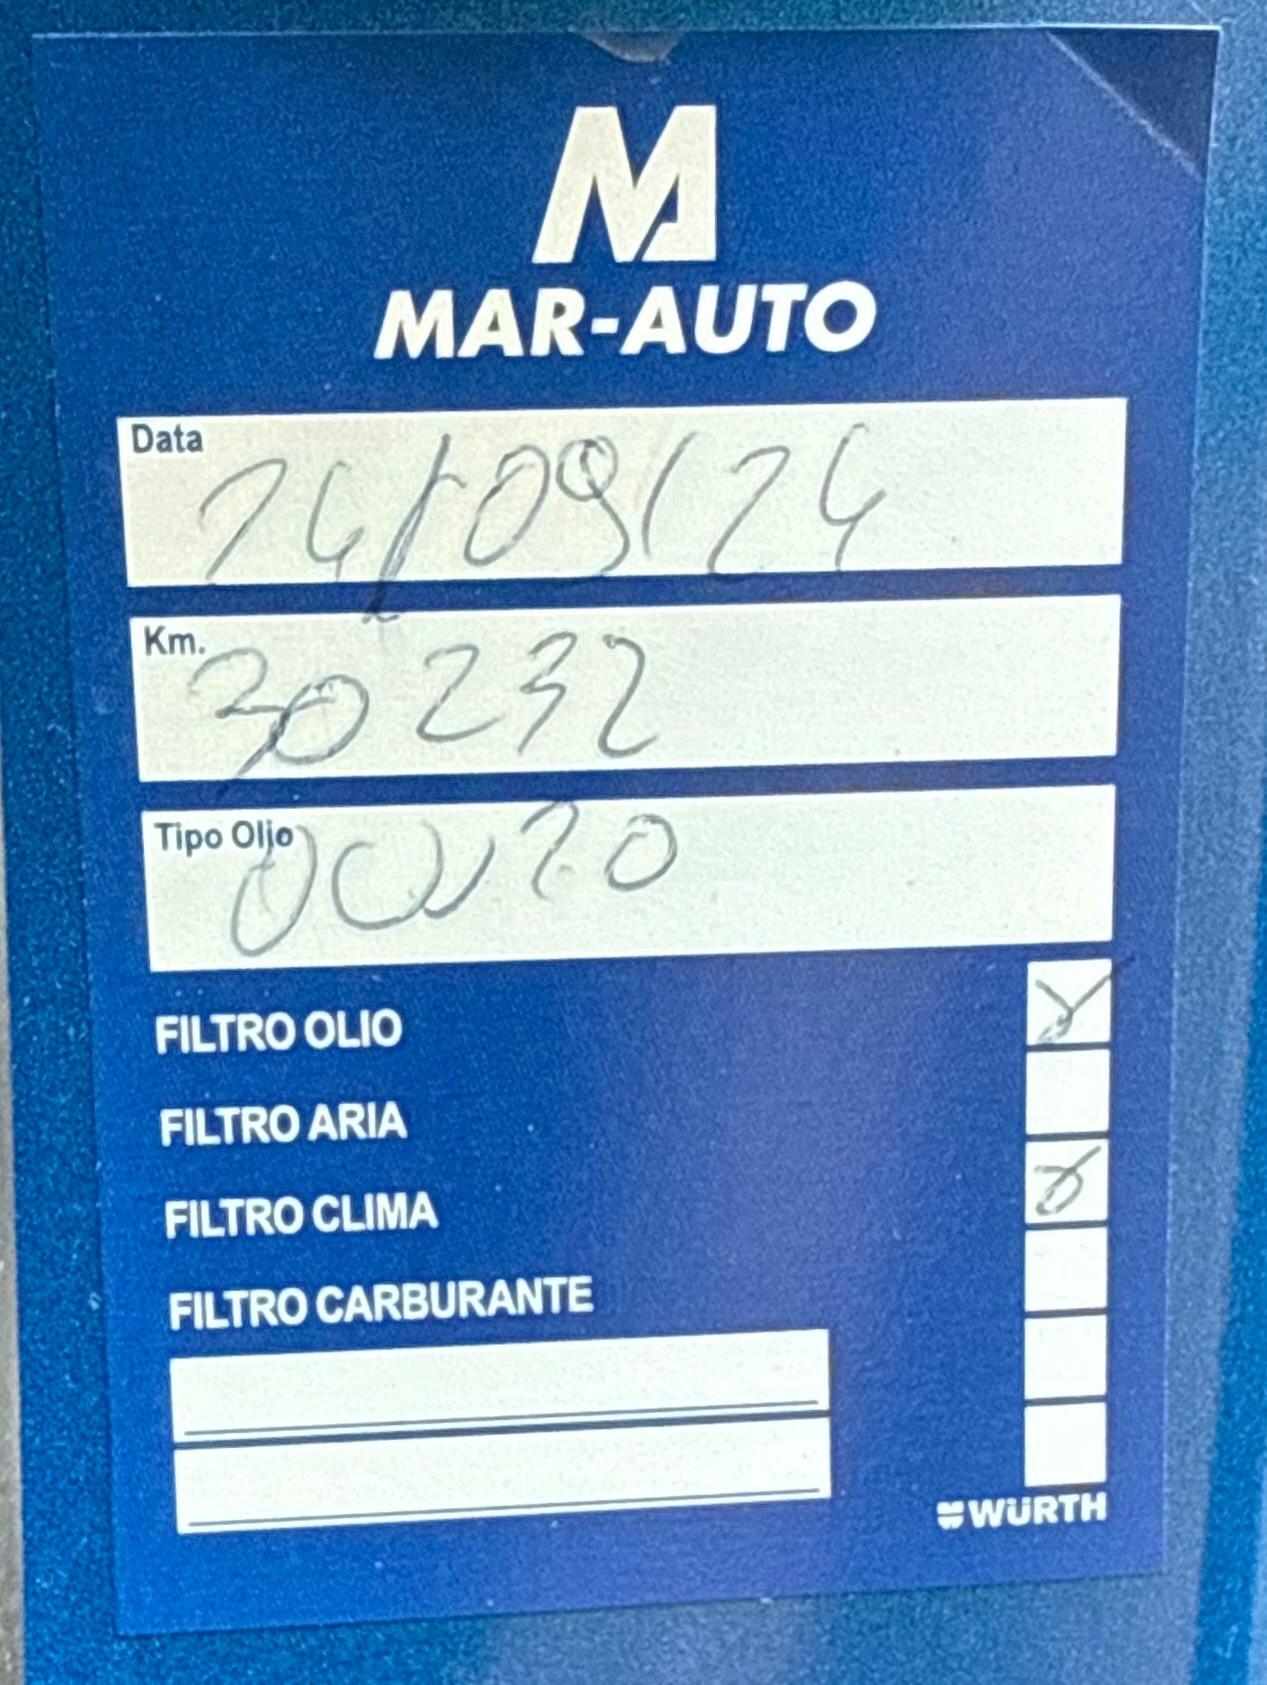 M
MAR-AUTO
Data
24/09/24
Km.
30232
Tipo Olio
0W20
FILTRO OLIO
FILTRO ARIA
FILTRO CLIMA
FILTRO CARBURANTE
WÜRTH